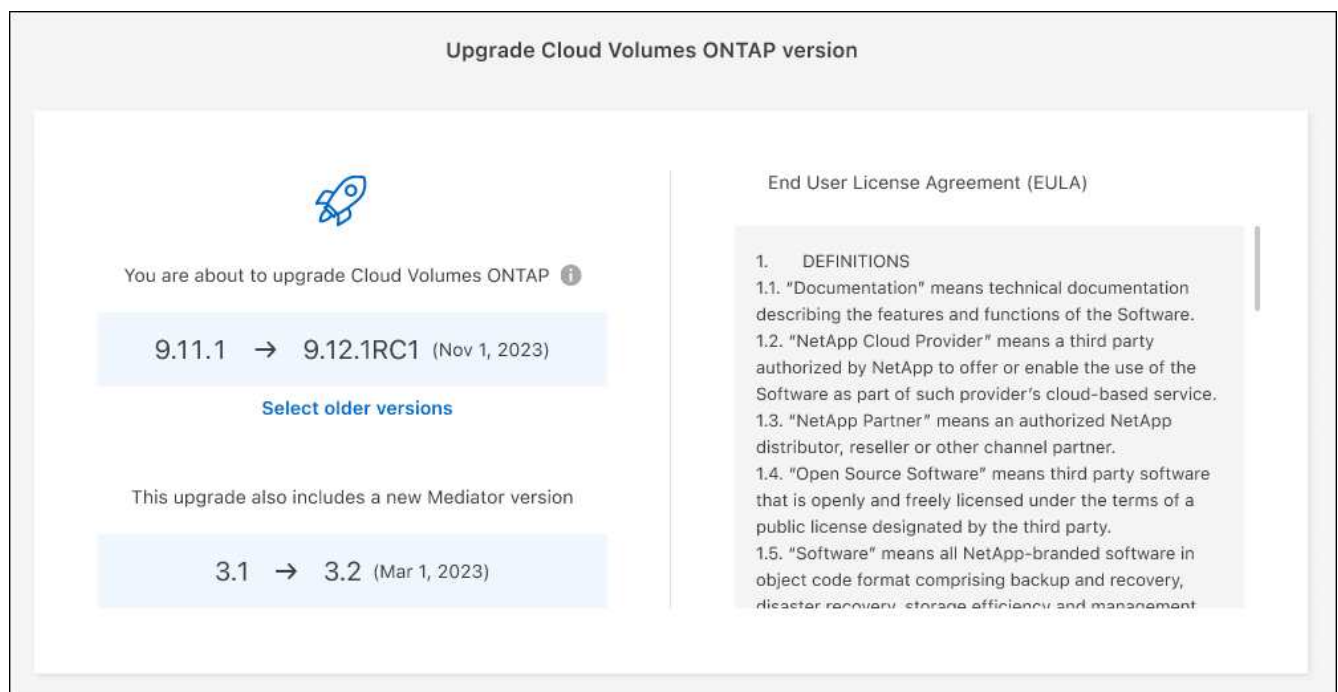 Upgrade Cloud Volumes ONTAP version
You are about to upgrade Cloud Volumes ONTAP
9.11.1 → 9.12.1RC1 (Nov 1, 2023)
Select older versions
This upgrade also includes a new Mediator version
3.1 → 3.2 (Mar 1, 2023)
End User License Agreement (EULA)
1. DEFINITIONS
1.1. “Documentation” means technical documentation
describing the features and functions of the Software.
1.2. “NetApp Cloud Provider” means a third party
authorized by NetApp to offer or enable the use of the
Software as part of such provider’s cloud-based service.
1.3. “NetApp Partner” means an authorized NetApp
distributor, reseller or other channel partner.
1.4. “Open Source Software” means third party software
that is openly and freely licensed under the terms of a
public license designated by the third party.
1.5. “Software” means all NetApp-branded software in
object code format comprising backup and recovery,
disaster recovery, storage efficiency and management